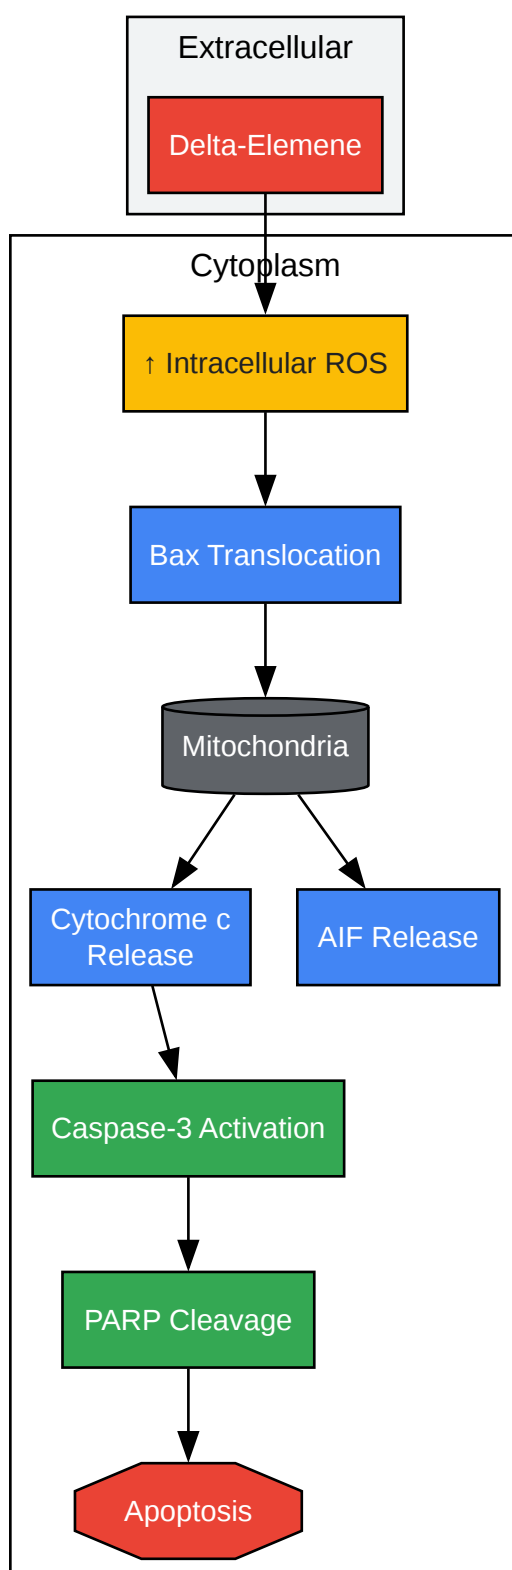 Extracellular
Delta-Elemene
Cytoplasm
↑ Intracellular ROS
Bax Translocation
Mitochondria
Cytochrome c
Release
AIF Release
Caspase-3 Activation
PARP Cleavage
Apoptosis